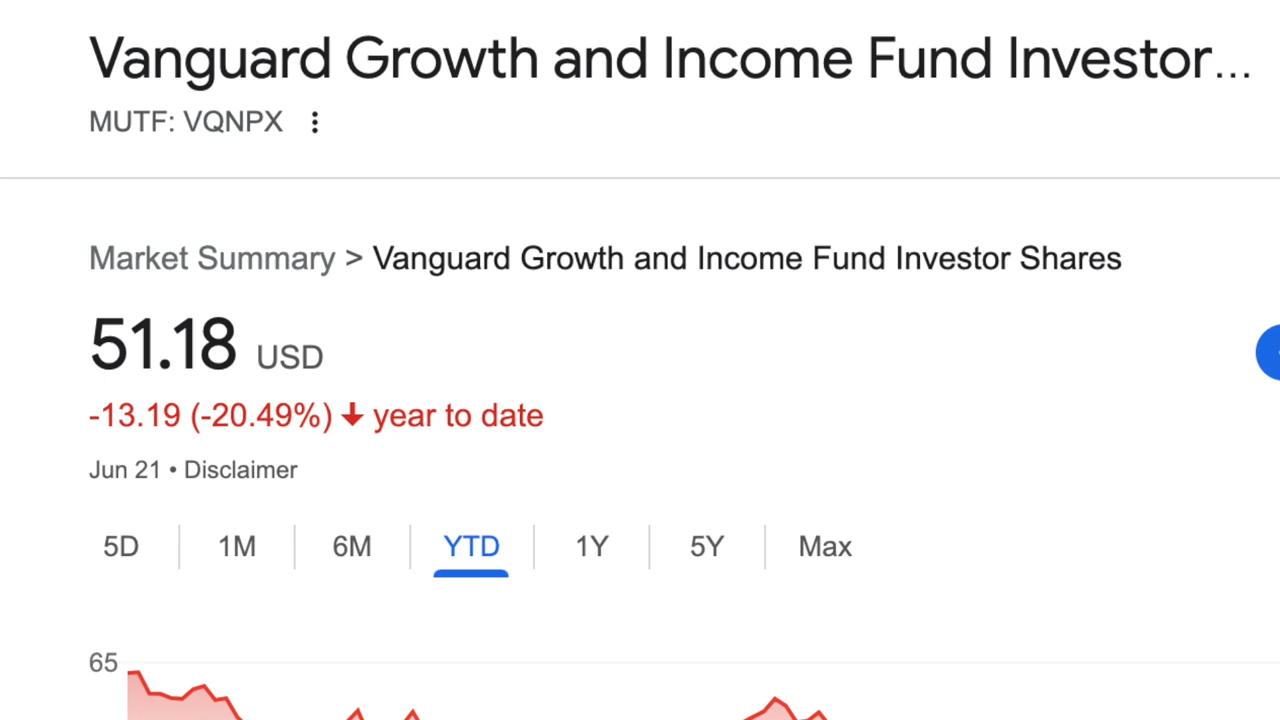 Vanguard Growth and Income Fund Investor...
MUTF: VQNPX
Market Summary > Vanguard Growth and Income Fund Investor Shares
51.18 USD
-13.19 (-20.49%) ↓ year to date
Jun 21 • Disclaimer
5D 1M 6M YTD 1Y 5Y Max
65